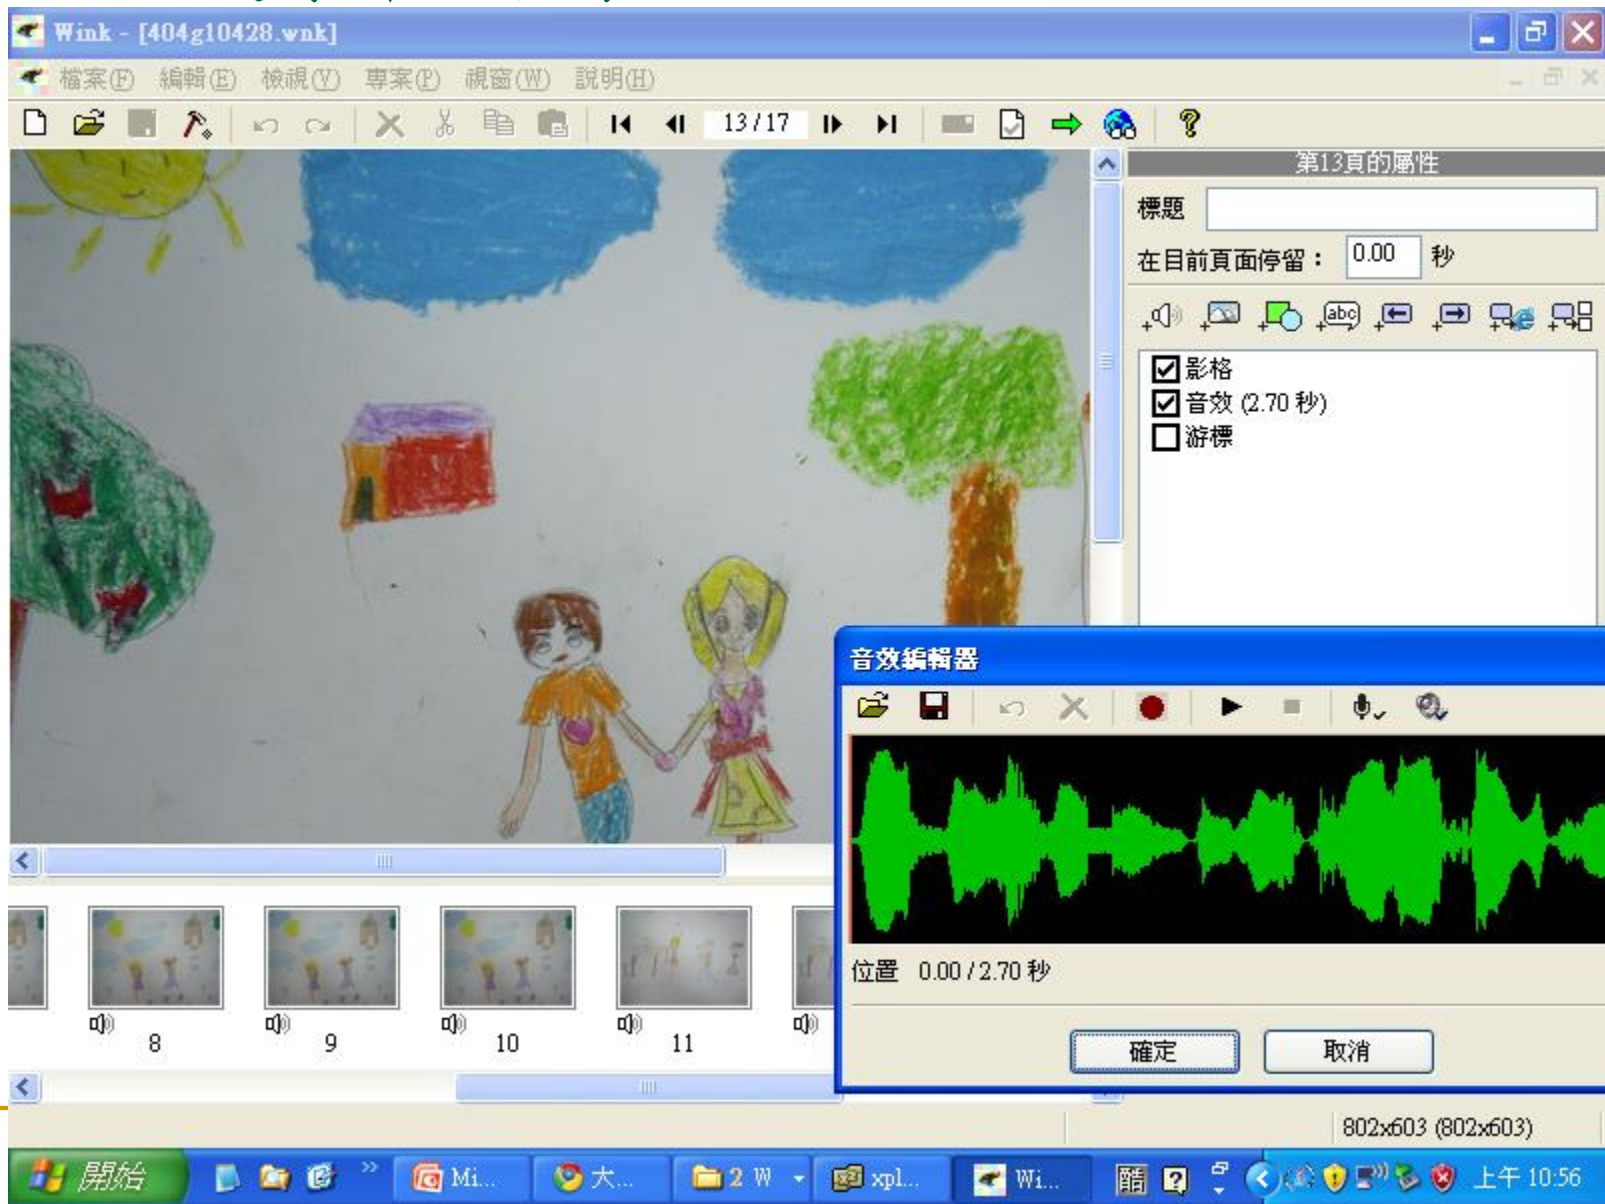 Wink - [404g10428.wnk]
檔案(F) 編輯(E) 檢視(V) 專案(P) 視窗(W) 說明(H)
13 / 17
第13頁的屬性
標題
在目前頁面停留： 0.00 秒
abc
影格
音效 (2.70 秒)
游標
音效編輯器
位置 0.00 / 2.70 秒
確定 取消
8 9 10 11
802x603 (802x603)
開始 Mi... 大... 2 W xpl... Wi... 上午 10:56